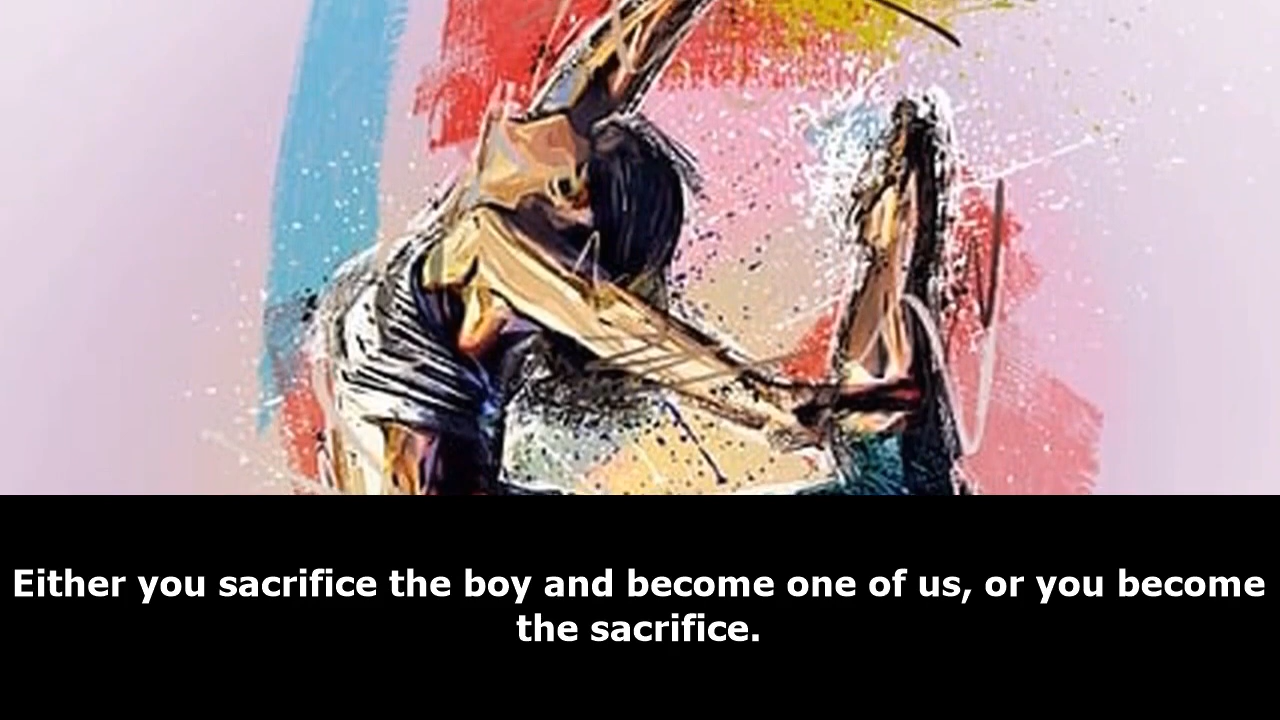 Either you sacrifice the boy and become one of us, or you become
the sacrifice.